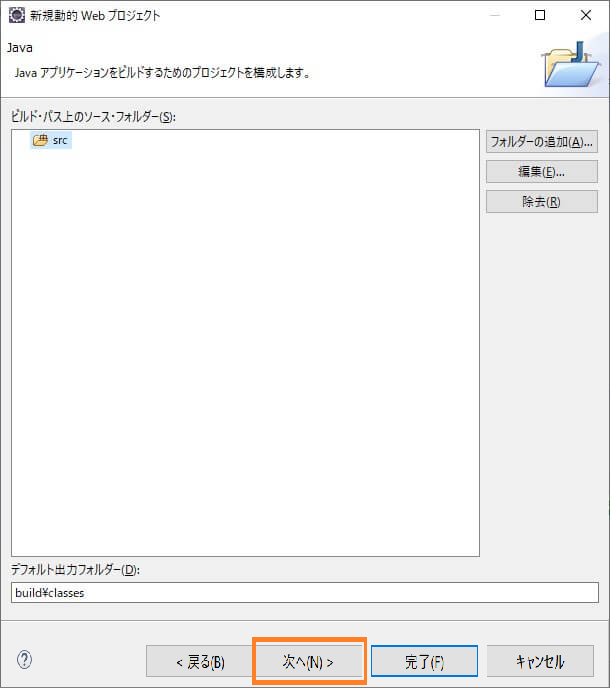 新規動的 Web プロジェクト
Java
Java アプリケーションをビルドするためのプロジェクトを構成します。
ビルド・パス上のソース・フォルダー(S):
src
フォルダーの追加(A)...
編集(E)...
除去(R)
デフォルト出力フォルダー(D):
build¥classes
?
< 戻る(B)
次へ(N) >
完了(F)
キャンセル